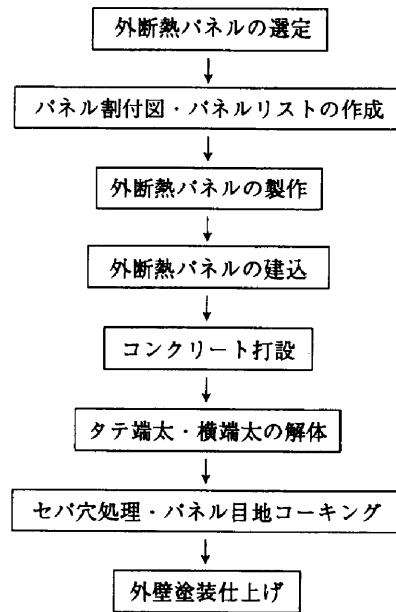 外断熱パネルの選定
パネル割付図・パネルリストの作成
外断熱パネルの製作
外断熱パネルの建込
コンクリート打設
タテ端太・横端太の解体
セパ穴処理・パネル目地コーキング
外壁塗装仕上げ